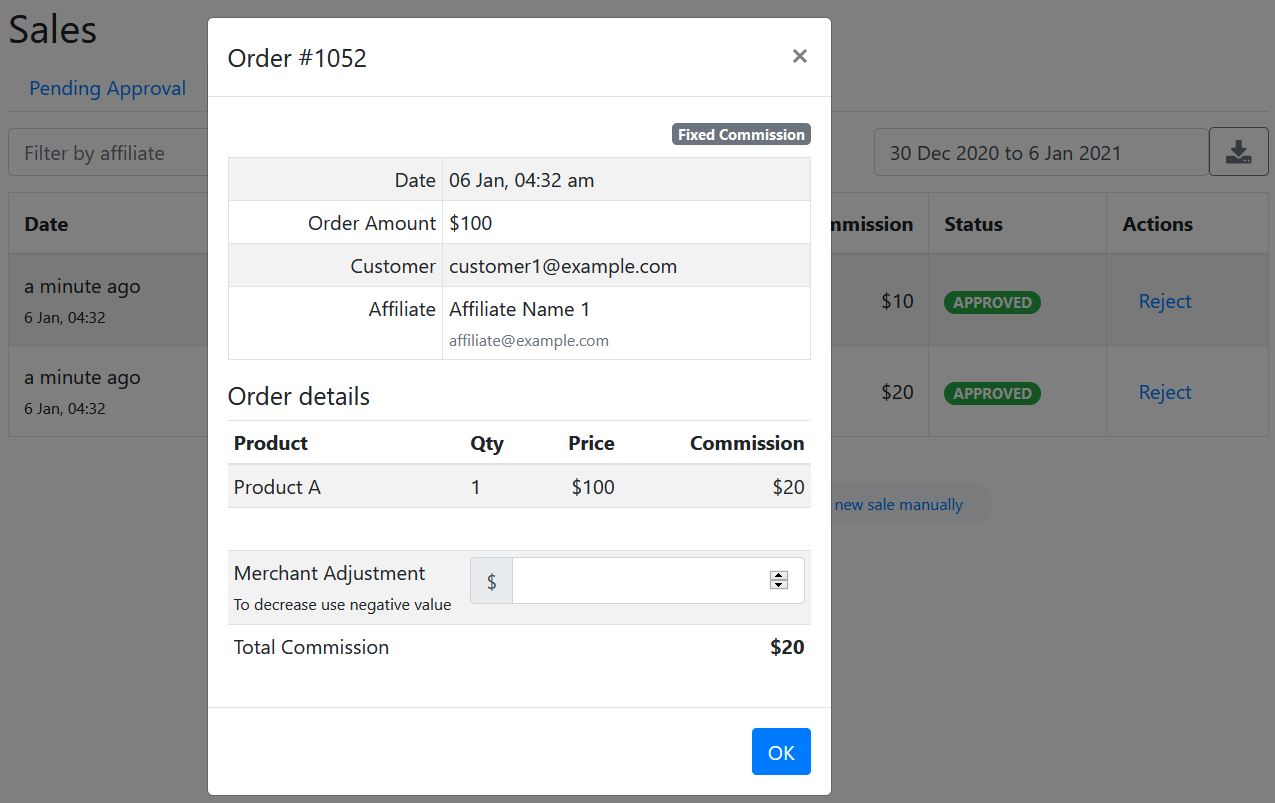 Sales
Pending Approval
Filter by affiliate
30 Dec 2020 to 6 Jan 2021
Date
mmission
Status
Actions
a minute ago
6 Jan, 04:32
$10
APPROVED
Reject
a minute ago
6 Jan, 04:32
$20
APPROVED
Reject
new sale manually
Order #1052
×
Fixed Commission
Date 06 Jan, 04:32 am
Order Amount $100
Customer customer1@example.com
Affiliate Affiliate Name 1
affiliate@example.com
Order details
Product Qty Price Commission
Product A 1 $100 $20
Merchant Adjustment $
To decrease use negative value
Total Commission $20
OK